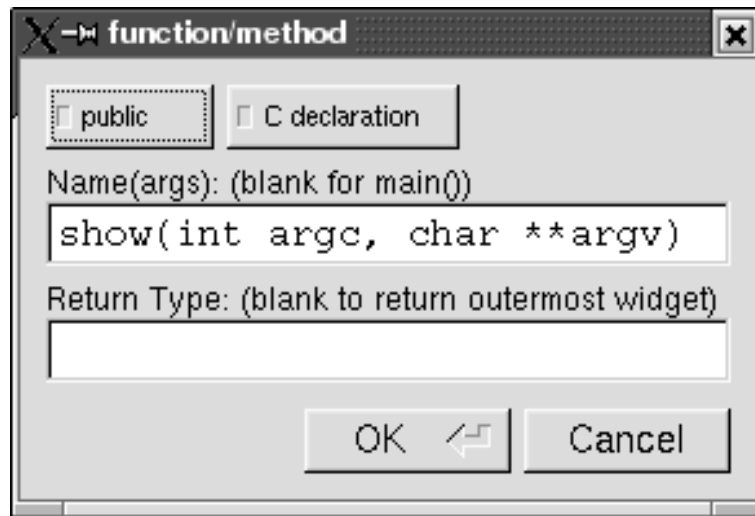 function/method
public C declaration
Name(args): (blank for main())
show(int argc, char **argv)
Return Type: (blank to return outermost widget)
OK Cancel